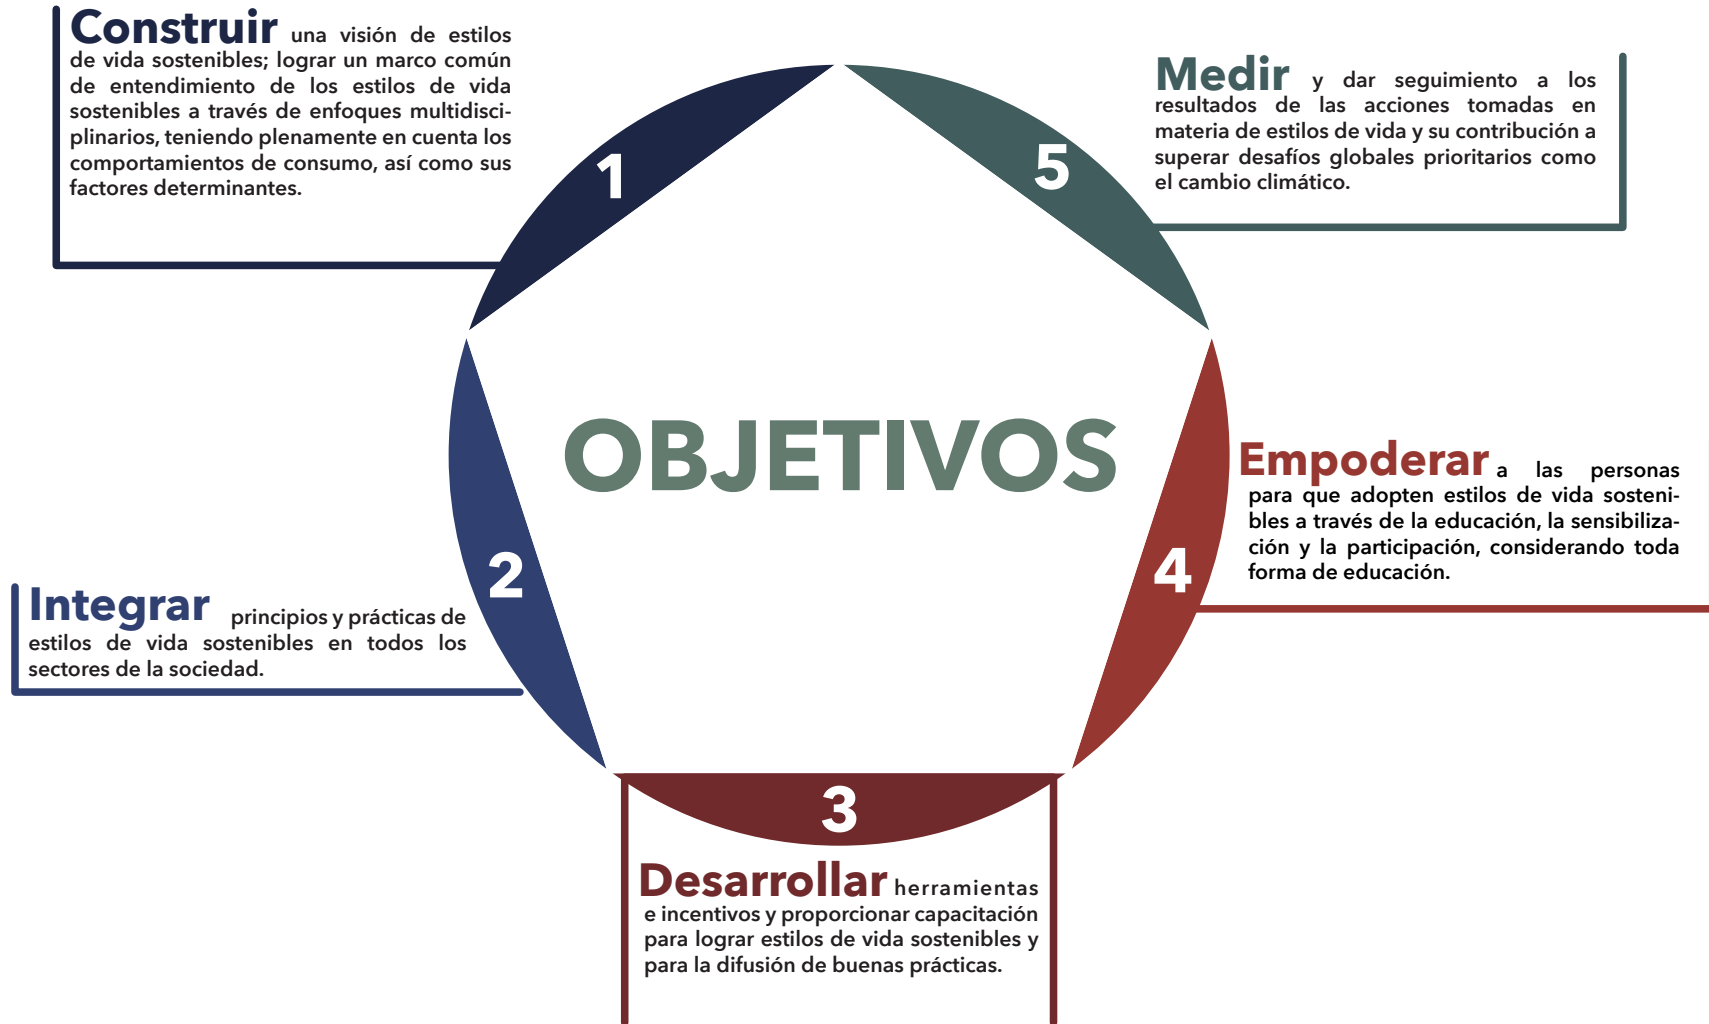 Construir una visión de estilos
de vida sostenibles; lograr un marco común
de entendimiento de los estilos de vida
sostenibles a través de enfoques multidisci-
plinarios, teniendo plenamente en cuenta los
comportamientos de consumo, así como sus
factores determinantes.
1
Medir y dar seguimiento a los
resultados de las acciones tomadas en
materia de estilos de vida y su contribución a
superar desafíos globales prioritarios como
el cambio climático.
5
OBJETIVOS
Integrar principios y prácticas de
estilos de vida sostenibles en todos los
sectores de la sociedad.
2
Empoderar a las personas
para que adopten estilos de vida sosteni-
bles a través de la educación, la sensibiliza-
ción y la participación, considerando toda
forma de educación.
4
3
Desarrollar herramientas
e incentivos y proporcionar capacitación
para lograr estilos de vida sostenibles y
para la difusión de buenas prácticas.